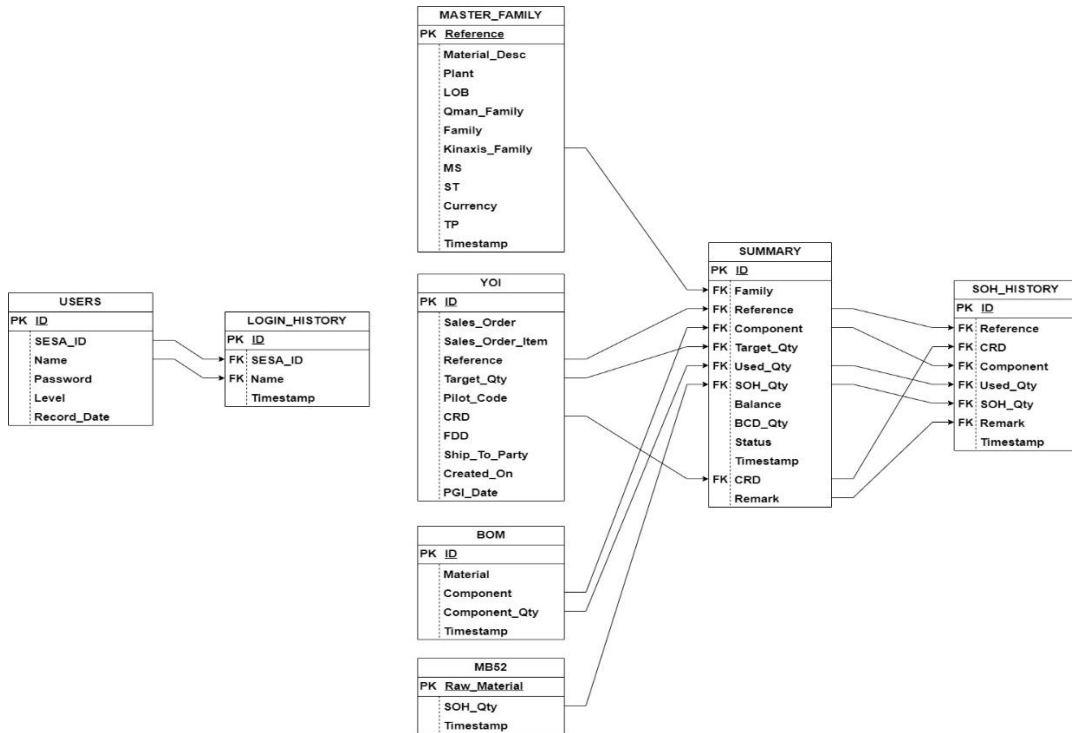 MASTER_FAMILY
PK Reference
Material_Desc
Plant
LOB
Qman_Family
Family
Kinaxis_Family
MS
ST
Currency
TP
Timestamp
USERS
PK ID
SESA_ID
Name
Password
Level
Record_Date
LOGIN_HISTORY
PK ID
FK SESA_ID
FK Name
Timestamp
YOI
PK ID
Sales_Order
Sales_Order_Item
Reference
Target_Qty
Pilot_Code
CRD
FDD
Ship_To_Party
Created_On
PGI_Date
BOM
PK ID
Material
Component
Component_Qty
Timestamp
MB52
PK Raw_Material
SOH_Qty
Timestamp
SUMMARY
PK ID
FK Family
FK Reference
FK Component
FK Target_Qty
FK Used_Qty
FK SOH_Qty
Balance
BCD_Qty
Status
Timestamp
FK CRD
Remark
SOH_HISTORY
PK ID
FK Reference
FK CRD
FK Component
FK Used_Qty
FK SOH_Qty
FK Remark
Timestamp